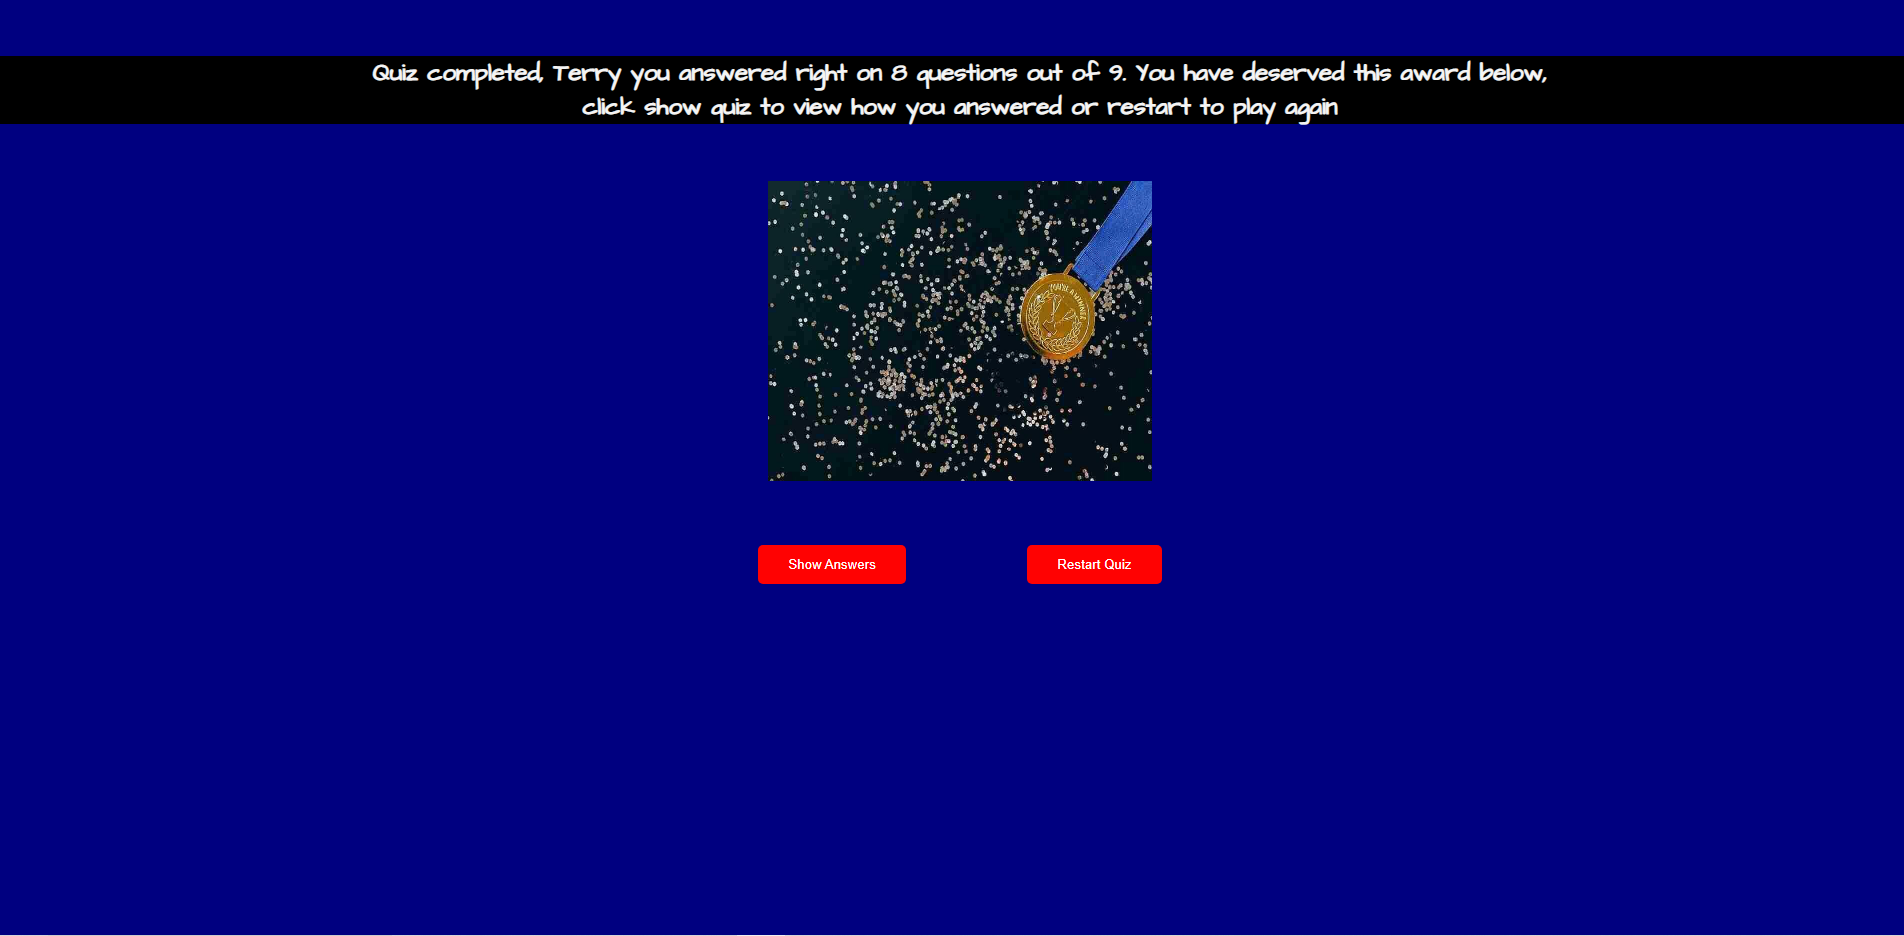 Quiz completed, Terry you answered right on 8 questions out of 9. You have deserved this award below,
click show quiz to view how you answered or restart to play again
Show Answers
Restart Quiz